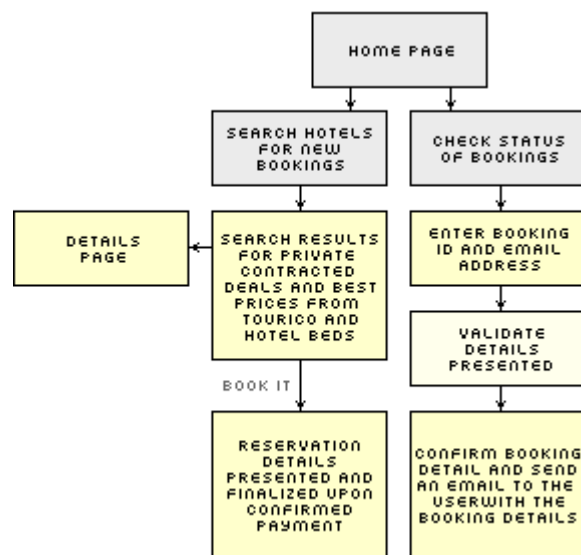 HOME PAGE
SEARCH HOTELS
FOR NEW
BOOKINGS
CHECK STATUS
OF BOOKINGS
DETAILS
PAGE
SEARCH RESULTS
FOR PRIVATE
CONTRACTED
DEALS AND BEST
PRICES FROM
TOURICO AND
HOTEL BEDS
ENTER BOOKING
ID AND EMAIL
ADDRESS
VALIDATE
DETAILS
PRESENTED
BOOK IT
RESERVATION
DETAILS
PRESENTED AND
FINALIZED UPON
CONFIRMED
PAYMENT
CONFIRM BOOKING
DETAIL AND SEND
AN EMAIL TO THE
USERWITH THE
BOOKING DETAILS